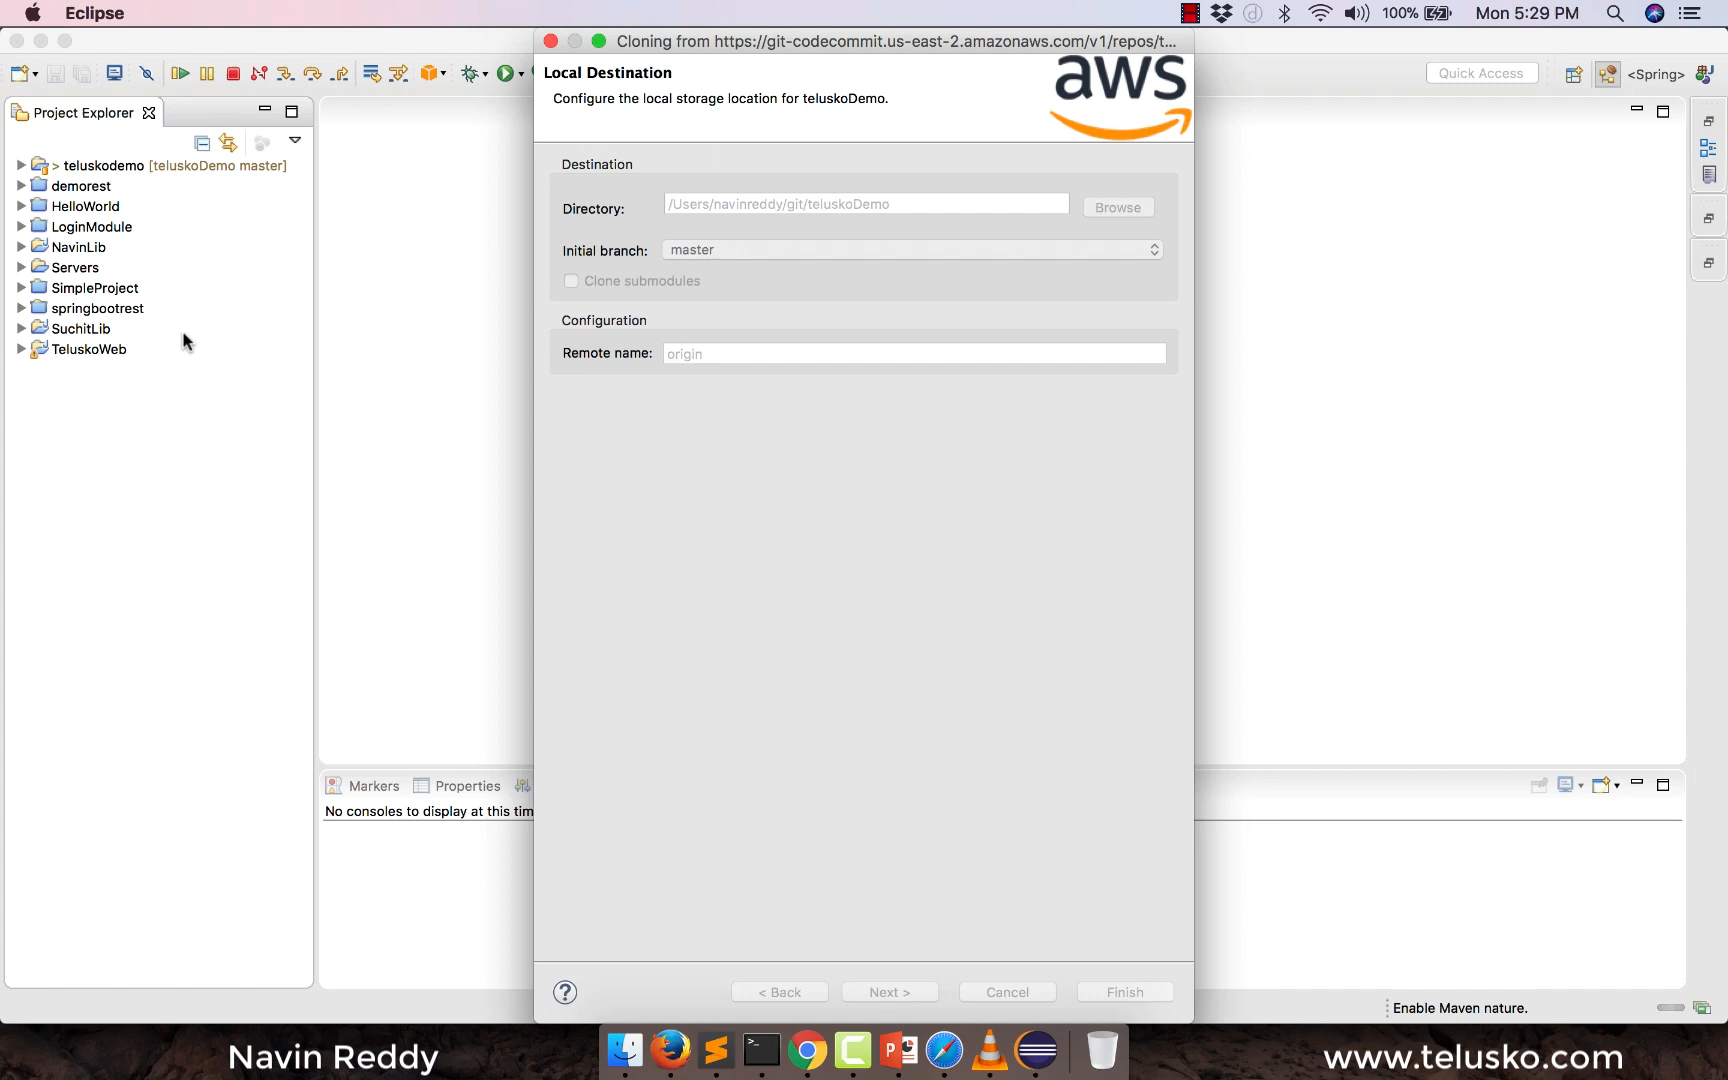 Eclipse
100%
Mon 5:29 PM
Cloning from https://git-codecommit.us-east-2.amazonaws.com/v1/repos/t...
Quick Access
<Spring>
Local Destination
Configure the local storage location for teluskoDemo.
aws
Project Explorer
> teluskodemo [teluskoDemo master]
demorest
HelloWorld
LoginModule
NavinLib
Servers
SimpleProject
springbootrest
SuchitLib
TeluskoWeb
Destination
Directory:
/Users/navinreddy/git/teluskoDemo
Browse
Initial branch:
master
Clone submodules
Configuration
Remote name:
origin
Markers
Properties
No consoles to display at this tim
< Back
Next >
Cancel
Finish
Enable Maven nature.
Navin Reddy
www.telusko.com